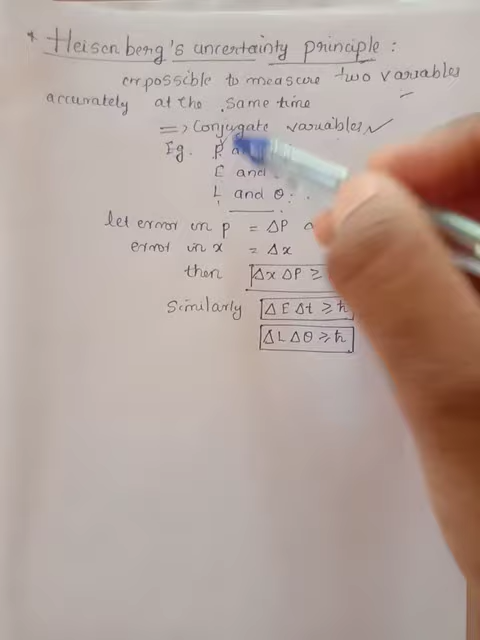 * Heisenberg's uncertainty principle :
impossible to measure two variables
accurately at the same time
=> Conjugate variables ✓
Eg. P
E and
L and θ.
let error in p = ΔP
error in x = Δx
then Δx ΔP ≥
Similarly ΔE Δt ≥ ħ
ΔL Δθ ≥ ħ